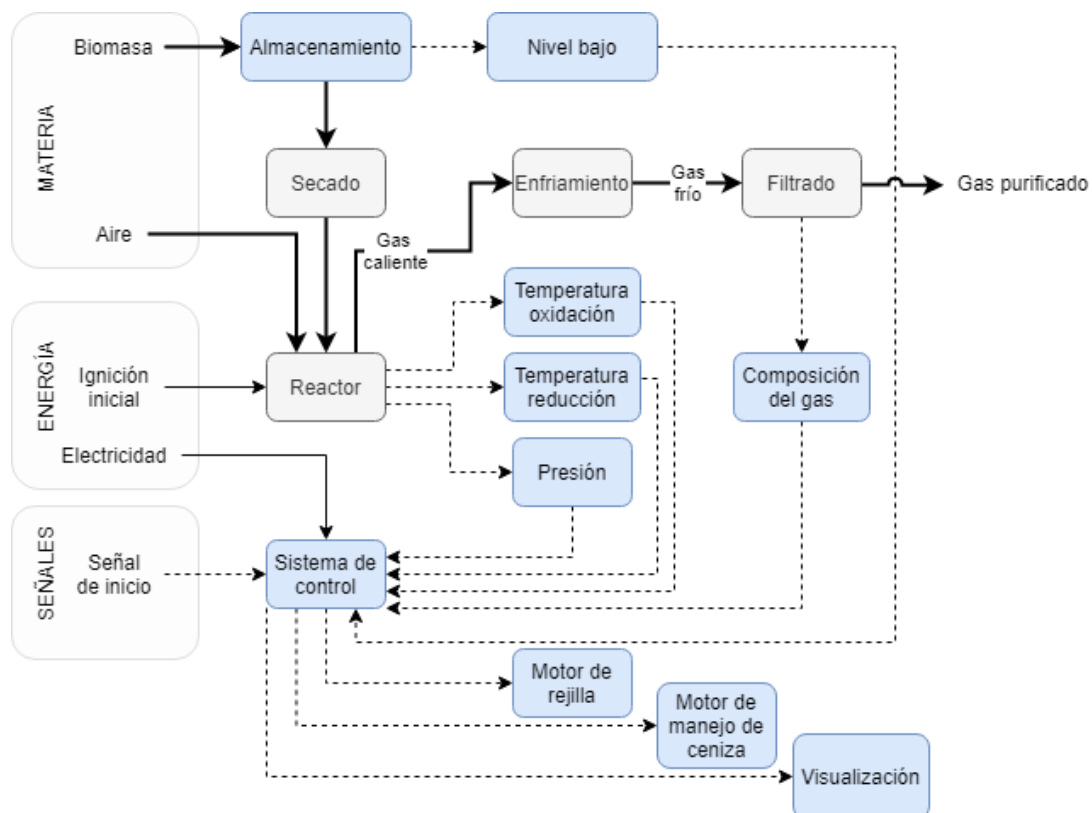 MATERIA
Biomasa
Almacenamiento
Nivel bajo
Secado
Enfriamiento
Gas
frío
Filtrado
Gas purificado
Aire
Gas
caliente
ENERGÍA
Temperatura
oxidación
Ignición
inicial
Reactor
Temperatura
reducción
Composición
del gas
Electricidad
Presión
SEÑALES
Señal
de inicio
Sistema de
control
Motor de
rejilla
Motor de
manejo de
ceniza
Visualización